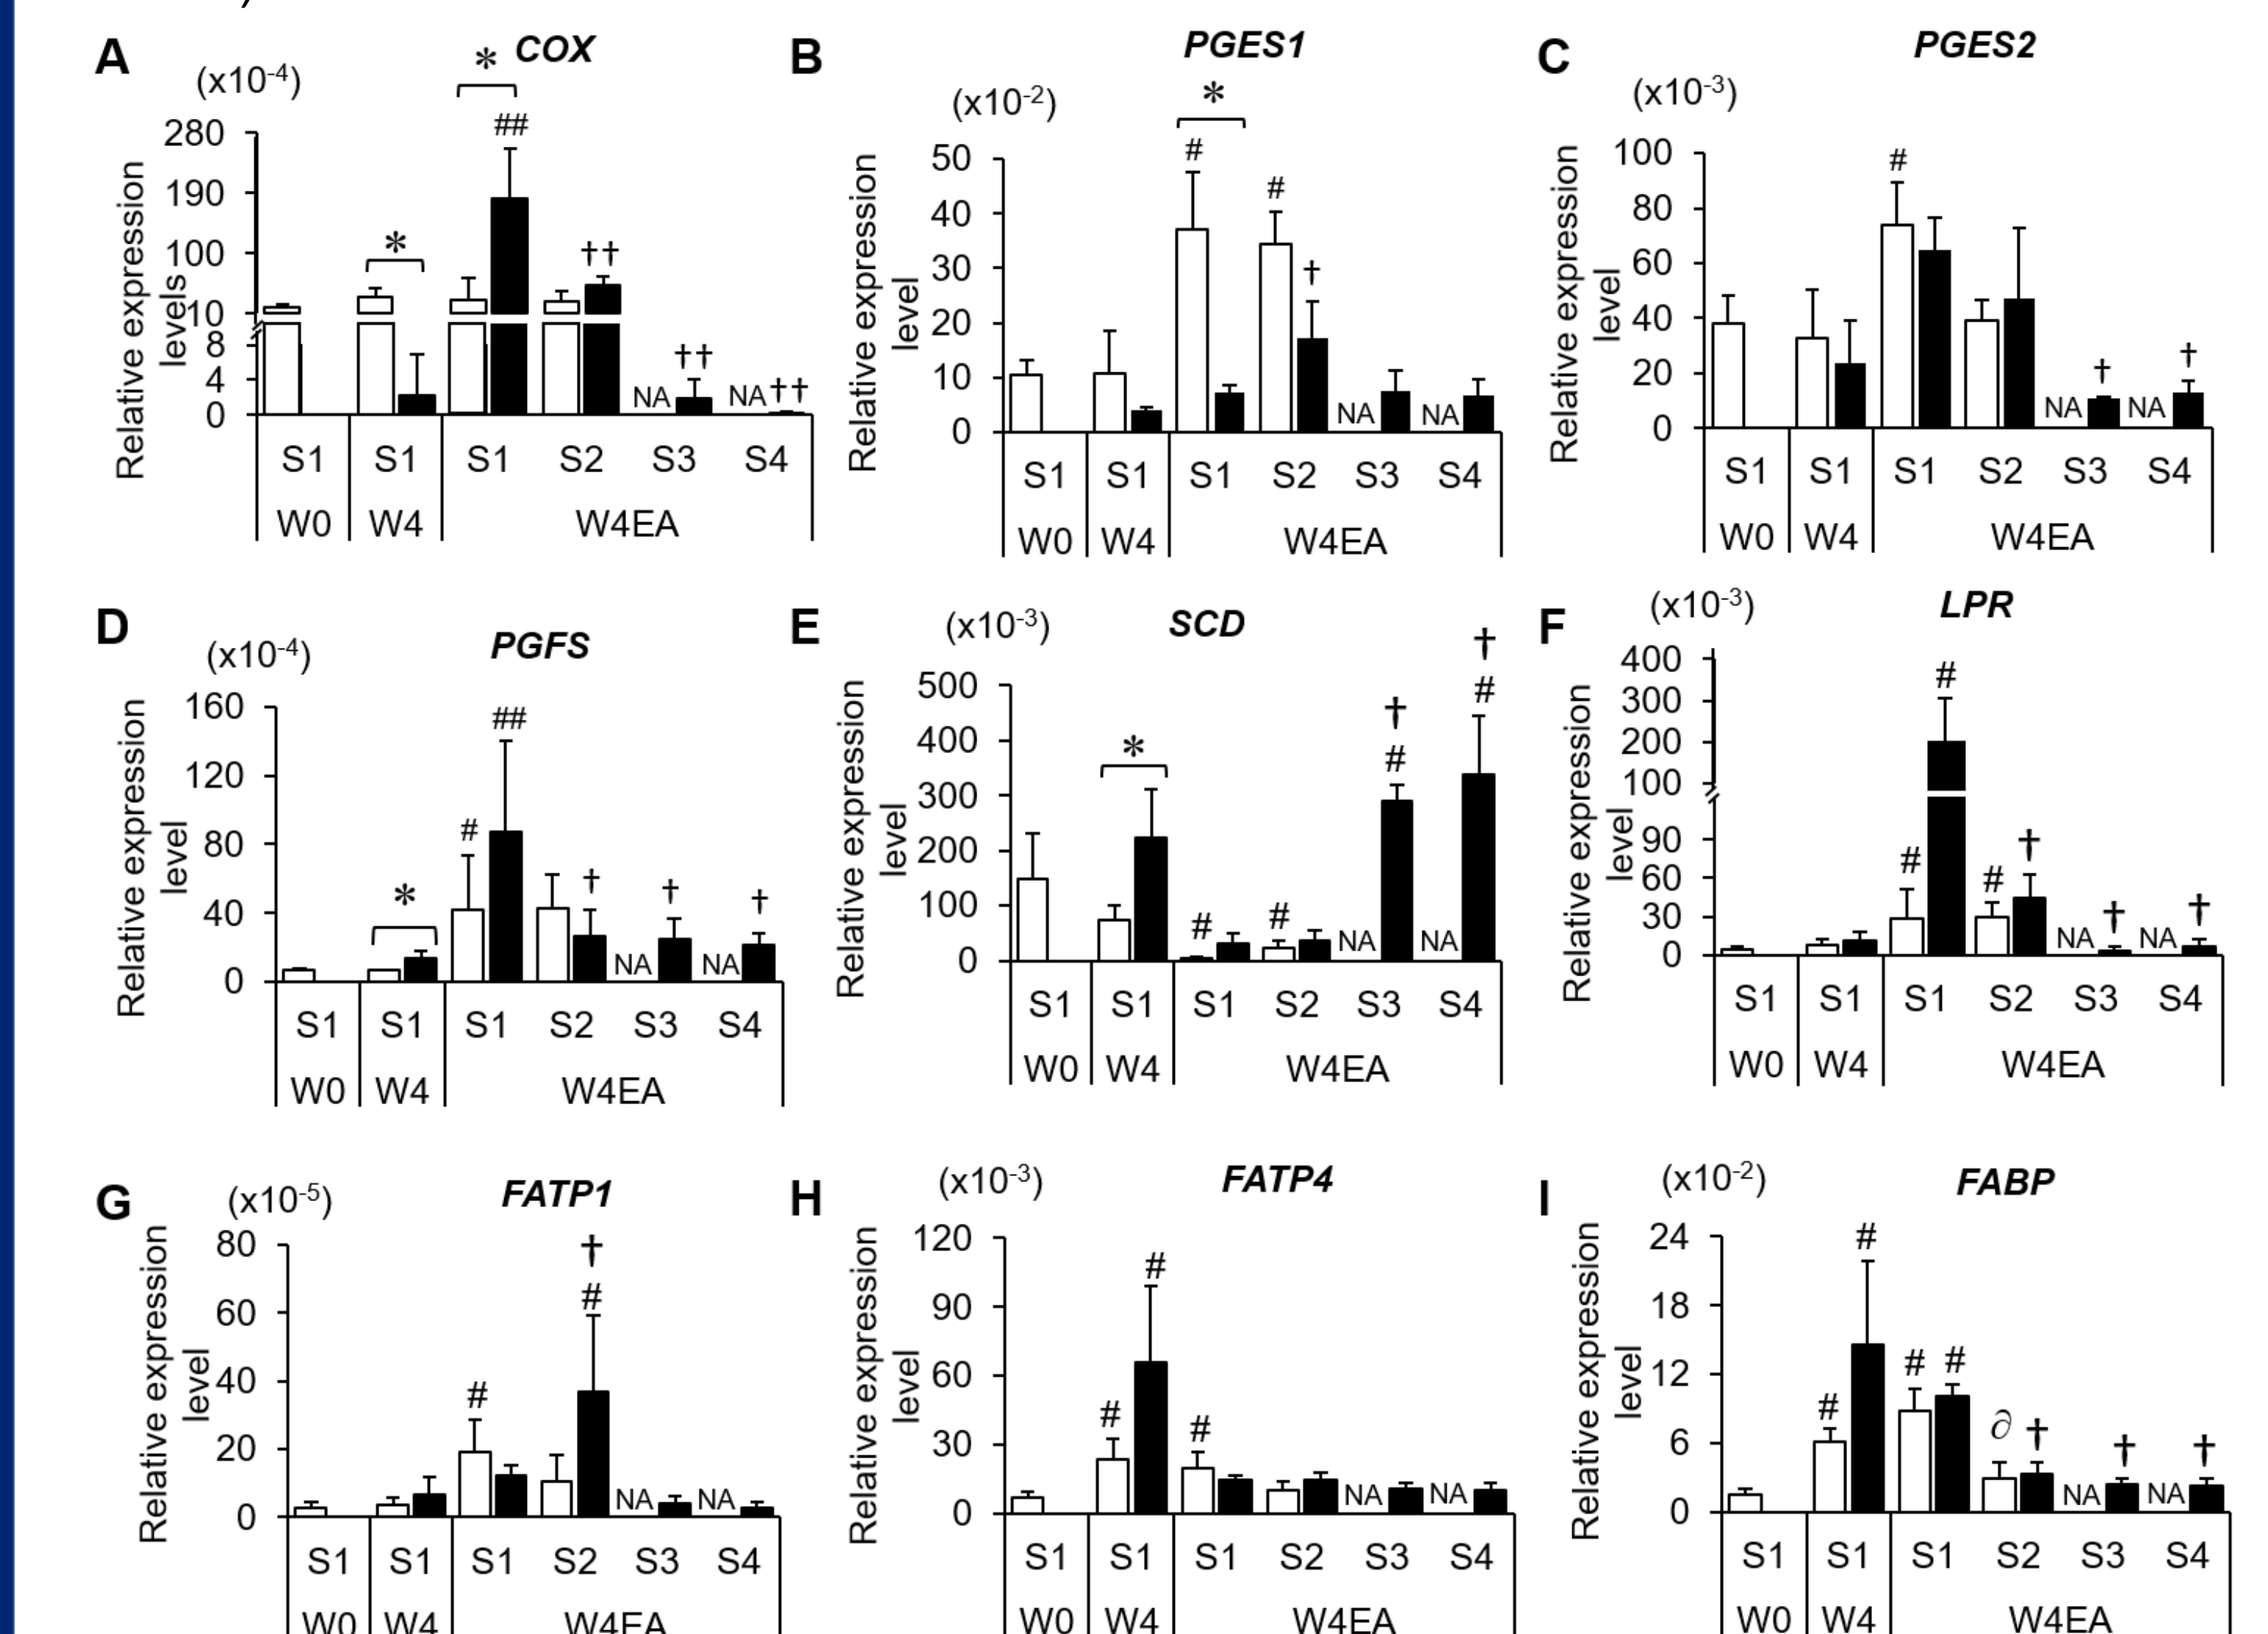 A
COX
(x10-4)
*
##
*
††
††
††
280
190
100
10
8
4
0
Relative expression
levels
NA
NA
S1
S1
S1
S2
S3
S4
W0
W4
W4EA
B
PGES1
(x10-2)
*
#
#
†
50
40
30
20
10
0
Relative expression
level
NA
NA
S1
S1
S1
S2
S3
S4
W0
W4
W4EA
C
PGES2
(x10-3)
#
†
†
100
80
60
40
20
0
Relative expression
level
NA
NA
S1
S1
S1
S2
S3
S4
W0
W4
W4EA
D
PGFS
(x10-4)
##
#
*
†
†
†
160
120
80
40
0
Relative expression
level
NA
NA
S1
S1
S1
S2
S3
S4
W0
W4
W4EA
E
SCD
(x10-3)
†
#
†
#
*
#
#
500
400
300
200
100
0
Relative expression
level
NA
NA
S1
S1
S1
S2
S3
S4
W0
W4
W4EA
F
LPR
(x10-3)
#
#
#
†
†
†
400
300
200
100
90
60
30
0
Relative expression
level
NA
NA
S1
S1
S1
S2
S3
S4
W0
W4
W4EA
G
FATP1
(x10-5)
†
#
#
80
60
40
20
0
Relative expression
level
NA
NA
S1
S1
S1
S2
S3
S4
W0
W4
W4EA
H
FATP4
(x10-3)
#
#
#
120
90
60
30
0
Relative expression
level
NA
NA
S1
S1
S1
S2
S3
S4
W0
W4
W4EA
I
FABP
(x10-2)
#
#
#
#
∂
†
†
†
24
18
12
6
0
Relative expression
level
NA
NA
S1
S1
S1
S2
S3
S4
W0
W4
W4EA